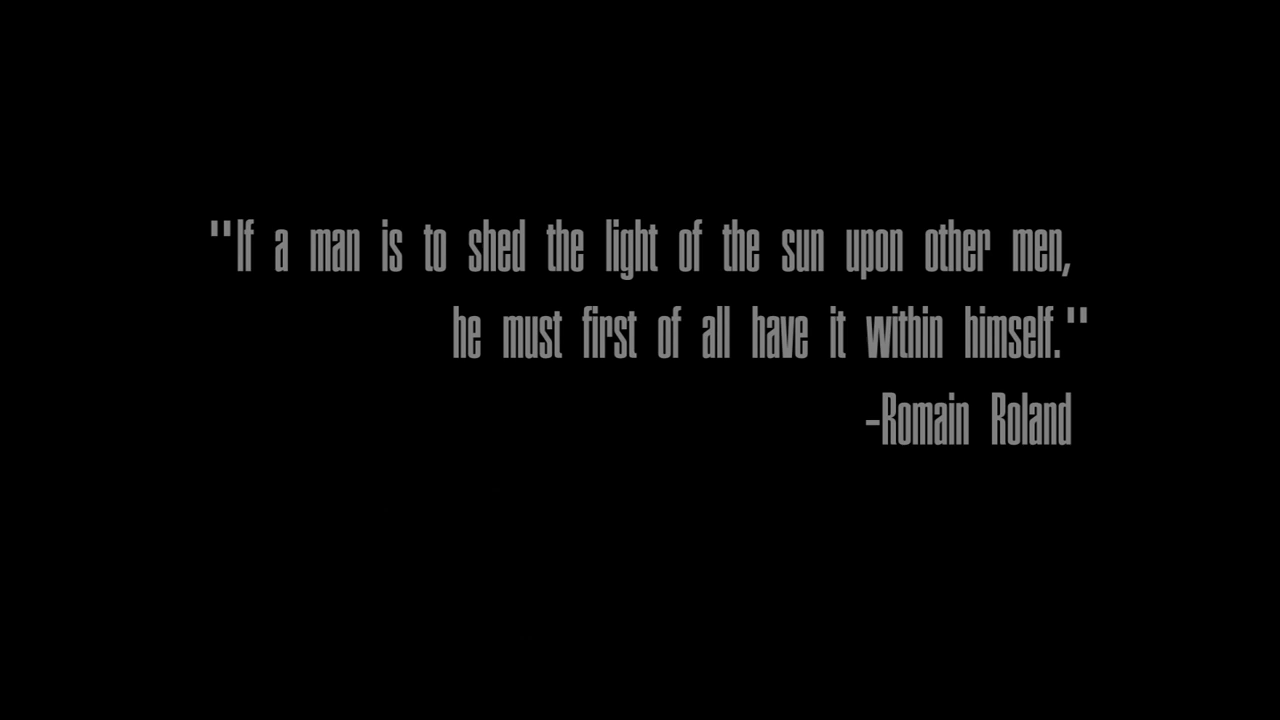 "If a man is to shed the light of the sun upon other men,
he must first of all have it within himself."
-Romain Roland